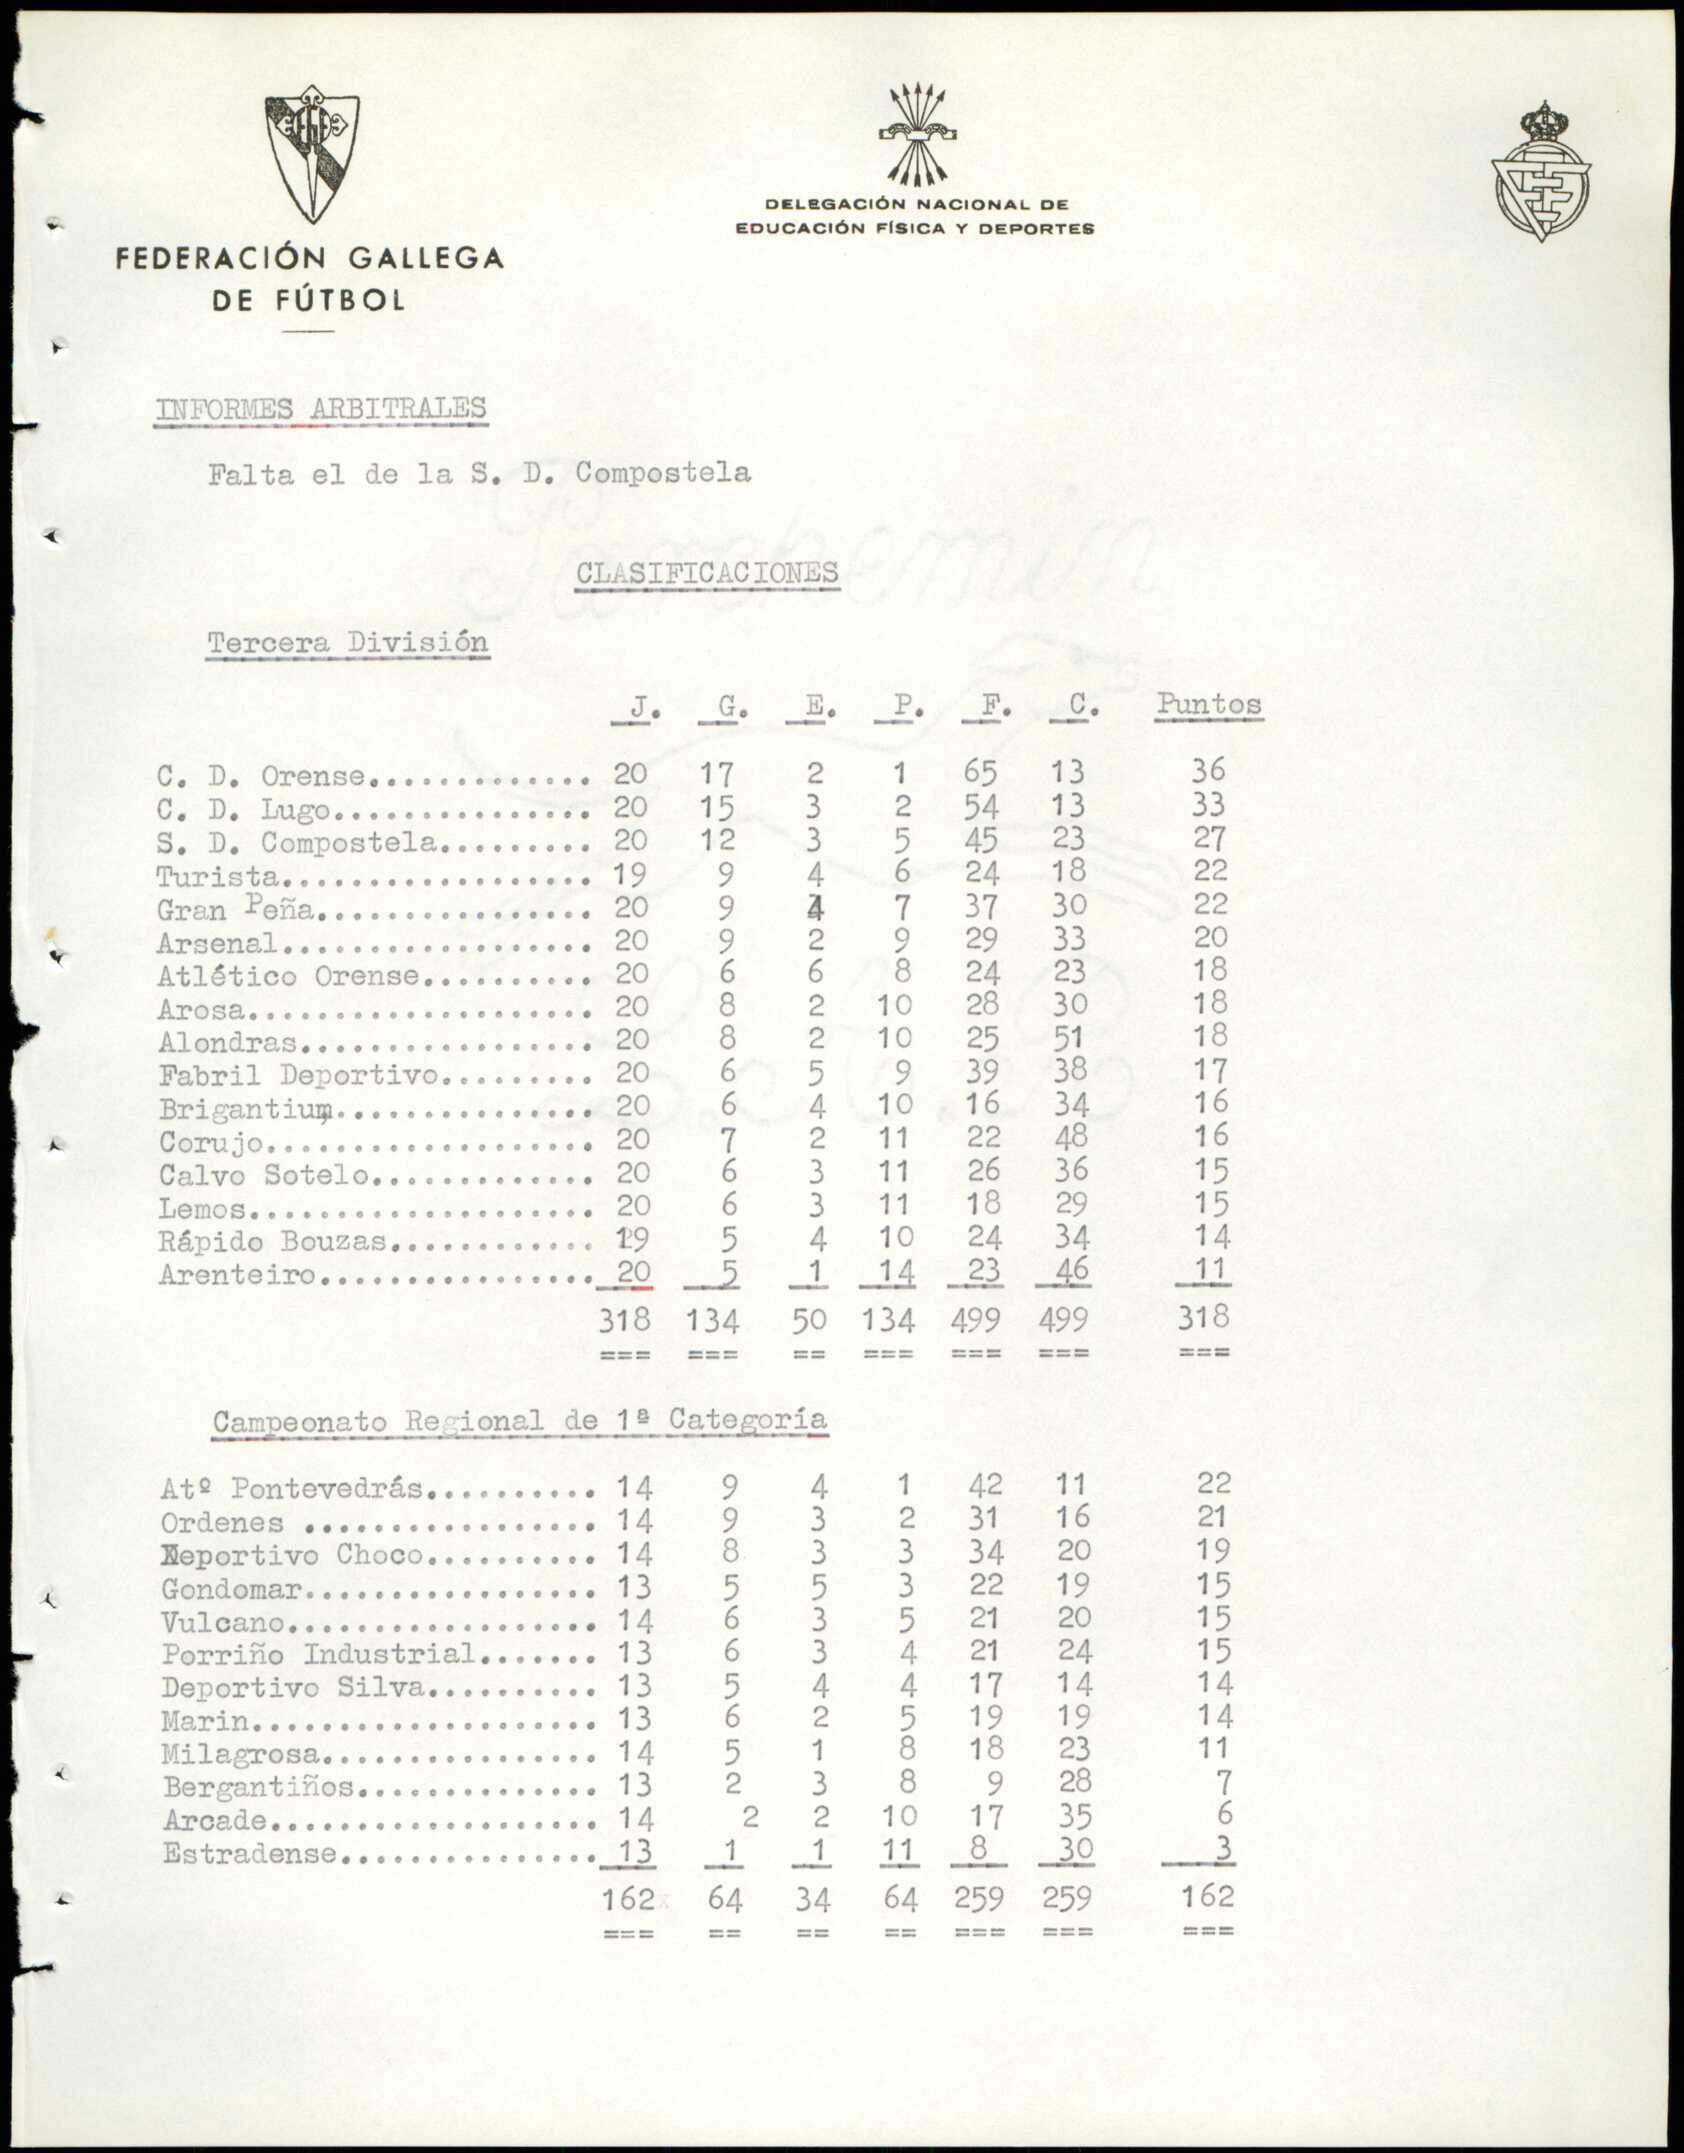 FEDERACIÓN GALLEGA
DE FÚTBOL
DELEGACIÓN NACIONAL DE
EDUCACIÓN FÍSICA Y DEPORTES
INFORMES ARBITRALES
Falta el de la S. D. Compostela
CLASIFICACIONES
Tercera División
J. G. E. P. F. C. Puntos
C. D. Orense............. 20 17 2 1 65 13 36
C. D. Lugo............... 20 15 3 2 54 13 33
S. D. Compostela......... 20 12 3 5 45 23 27
Turista.................. 19 9 4 6 24 18 22
Gran Peña................ 20 9 4 7 37 30 22
Arsenal.................. 20 9 2 9 29 33 20
Atlético Orense.......... 20 6 6 8 24 23 18
Arosa.................... 20 8 2 10 28 30 18
Alondras................. 20 8 2 10 25 51 18
Fabril Deportivo......... 20 6 5 9 39 38 17
Brigantium............... 20 6 4 10 16 34 16
Corujo................... 20 7 2 11 22 48 16
Calvo Sotelo............. 20 6 3 11 26 36 15
Lemos.................... 20 6 3 11 18 29 15
Rápido Bouzas............ 19 5 4 10 24 34 14
Arenteiro................ 20 5 1 14 23 46 11
318 134 50 134 499 499 318
=== === == === === === ===
Campeonato Regional de 1ª Categoría
Atº Pontevedrás.......... 14 9 4 1 42 11 22
Ordenes ................. 14 9 3 2 31 16 21
Deportivo Choco.......... 14 8 3 3 34 20 19
Gondomar................. 13 5 5 3 22 19 15
Vulcano.................. 14 6 3 5 21 20 15
Porriño Industrial....... 13 6 3 4 21 24 15
Deportivo Silva.......... 13 5 4 4 17 14 14
Marin.................... 13 6 2 5 19 19 14
Milagrosa................ 14 5 1 8 18 23 11
Bergantiños.............. 13 2 3 8 9 28 7
Arcade................... 14 2 2 10 17 35 6
Estradense............... 13 1 1 11 8 30 3
162 64 34 64 259 259 162
=== == == == === === ===